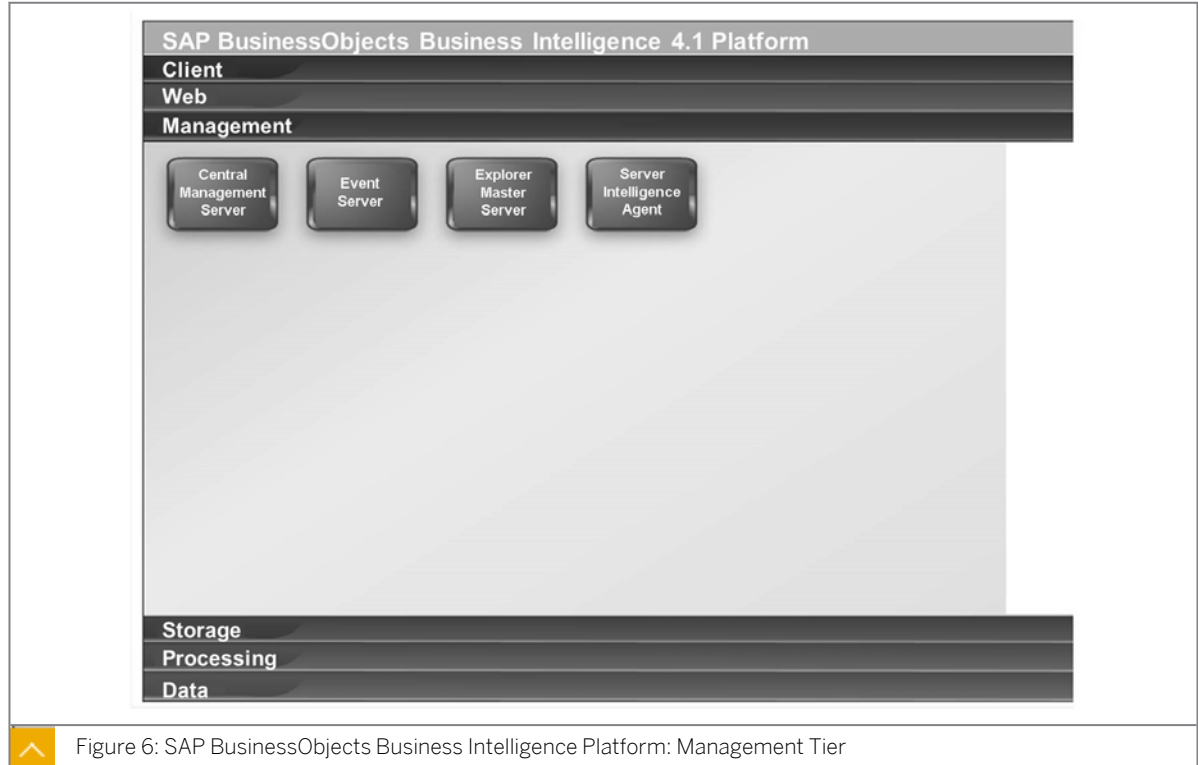 SAP BusinessObjects Business Intelligence 4.1 Platform
Client
Web
Management
Central
Management
Server
Event
Server
Explorer
Master
Server
Server
Intelligence
Agent
Storage
Processing
Data
Figure 6: SAP BusinessObjects Business Intelligence Platform: Management Tier